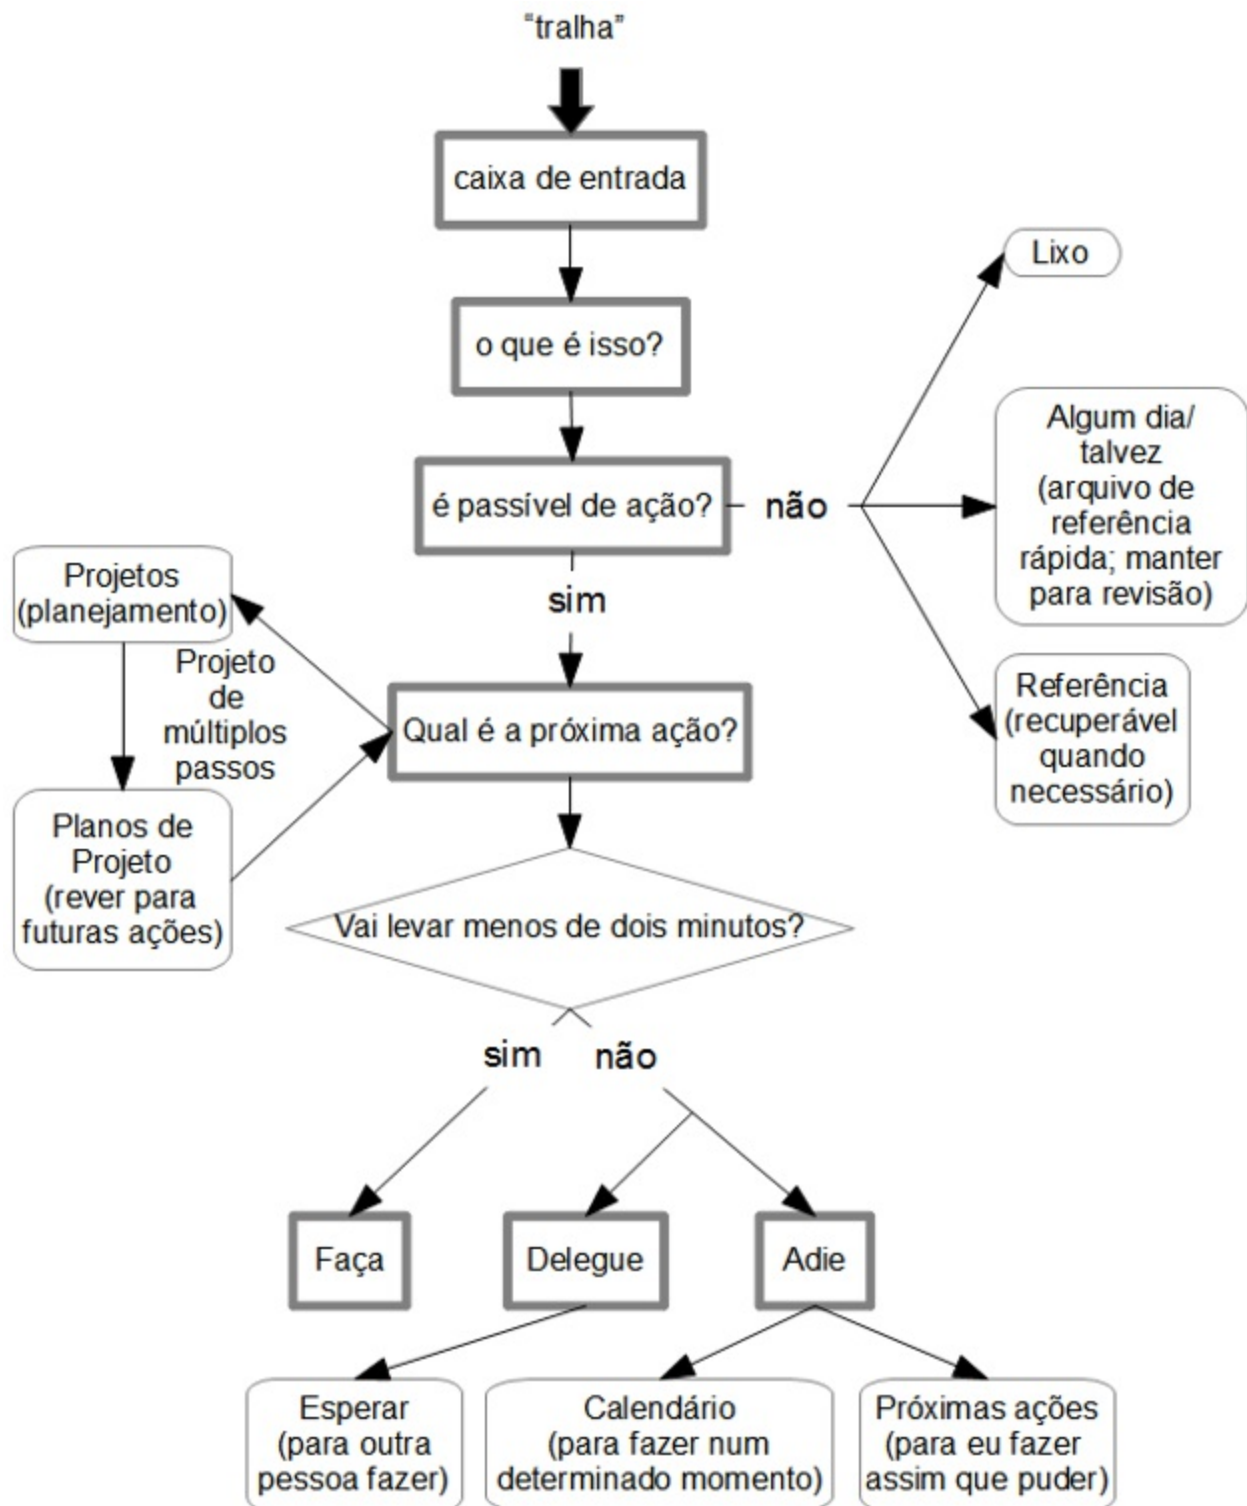 “tralha”
caixa de entrada
o que é isso?
é passível de ação?
não
Lixo
Algum dia/
talvez
(arquivo de
referência
rápida; manter
para revisão)
Referência
(recuperável
quando
necessário)
sim
Projetos
(planejamento)
Projeto
de
múltiplos
passos
Planos de
Projeto
(rever para
futuras ações)
Qual é a próxima ação?
Vai levar menos de dois minutos?
sim
não
Faça
Delegue
Adie
Esperar
(para outra
pessoa fazer)
Calendário
(para fazer num
determinado momento)
Próximas ações
(para eu fazer
assim que puder)